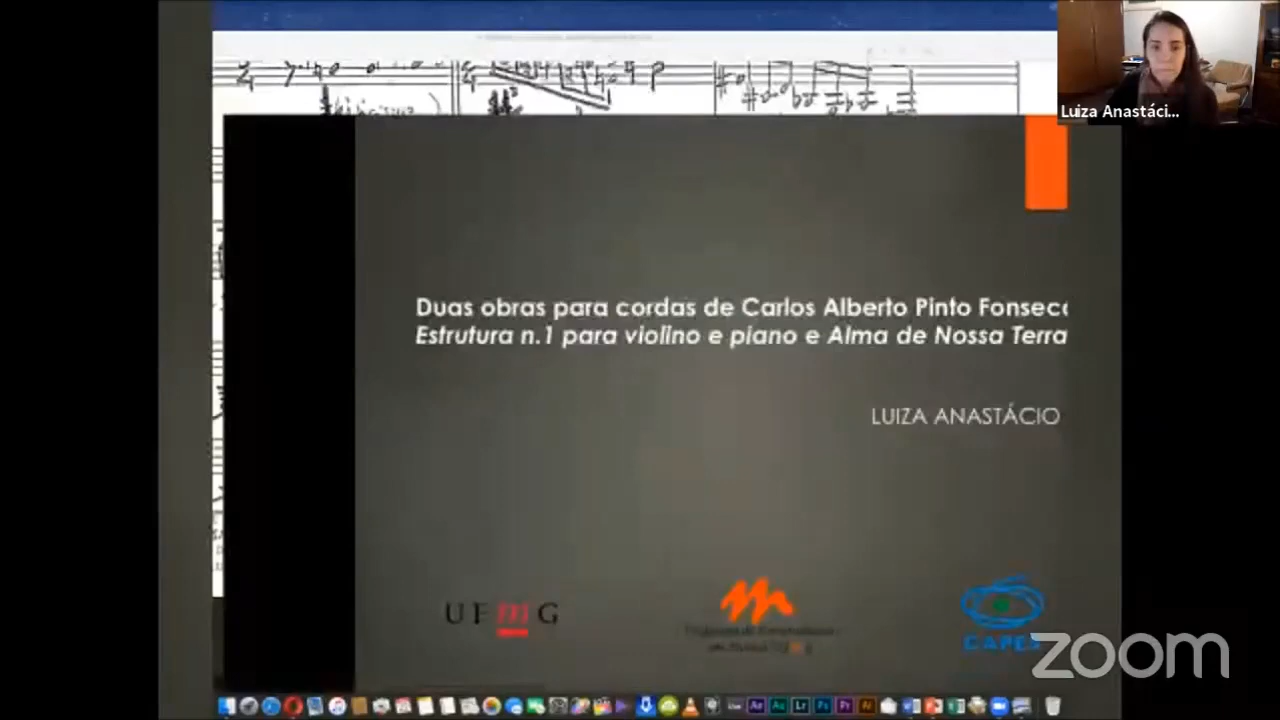 Luiza Anastáci...
Duas obras para cordas de Carlos Alberto Pinto Fonsec
Estrutura n.1 para violino e piano e Alma de Nossa Terra
LUIZA ANASTÁCIO
UFmG
CAPES
zoom